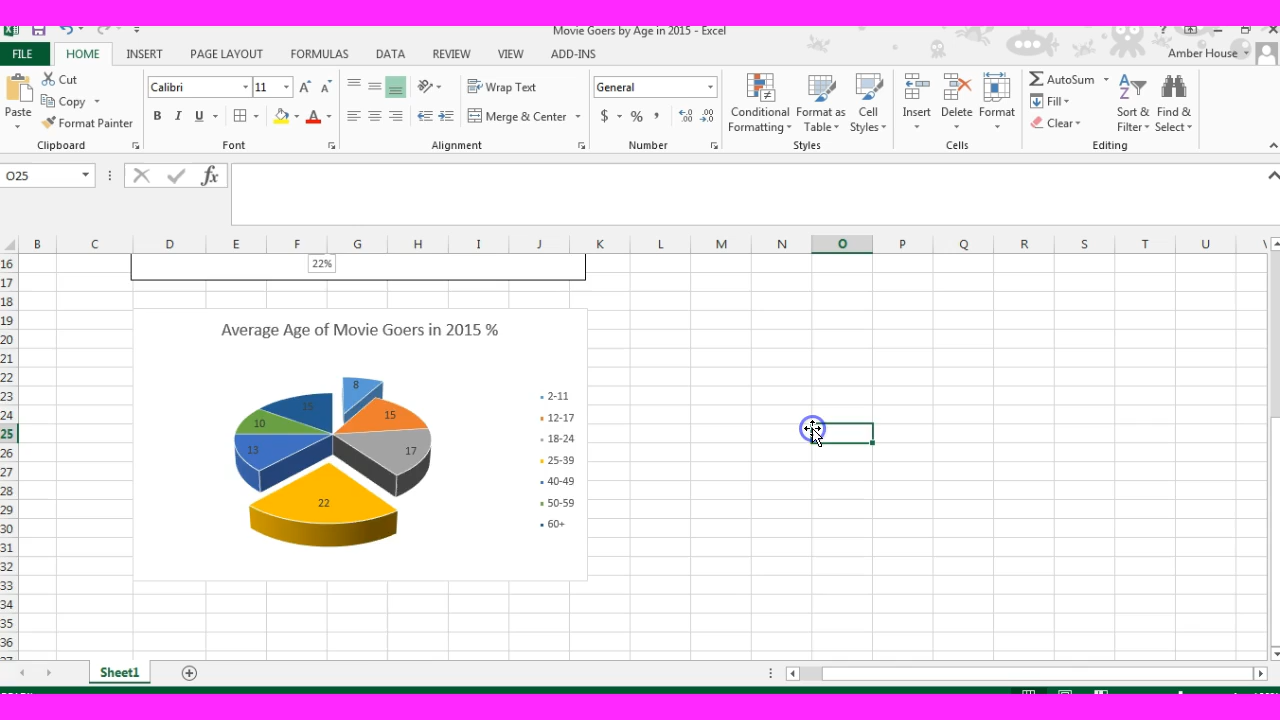 Movie Goers by Age in 2015 - Excel
FILE HOME INSERT PAGE LAYOUT FORMULAS DATA REVIEW VIEW ADD-INS Amber House
Paste
Cut
Copy
Format Painter
Clipboard
Calibri 11
B I U
Font
Wrap Text
Merge & Center
Alignment
General
$ % ,
Number
Conditional
Formatting
Format as
Table
Cell
Styles
Styles
Insert
Delete
Format
Cells
AutoSum
Fill
Clear
Sort &
Filter
Find &
Select
Editing
O25 fx
B C D E F G H I J K L M N O P Q R S T U
16
22%
17
18
19
20
21
22
23
24
25
26
27
28
29
30
31
32
33
34
35
36
Average Age of Movie Goers in 2015 %
8
15
17
22
13
10
15
2-11
12-17
18-24
25-39
40-49
50-59
60+
Sheet1